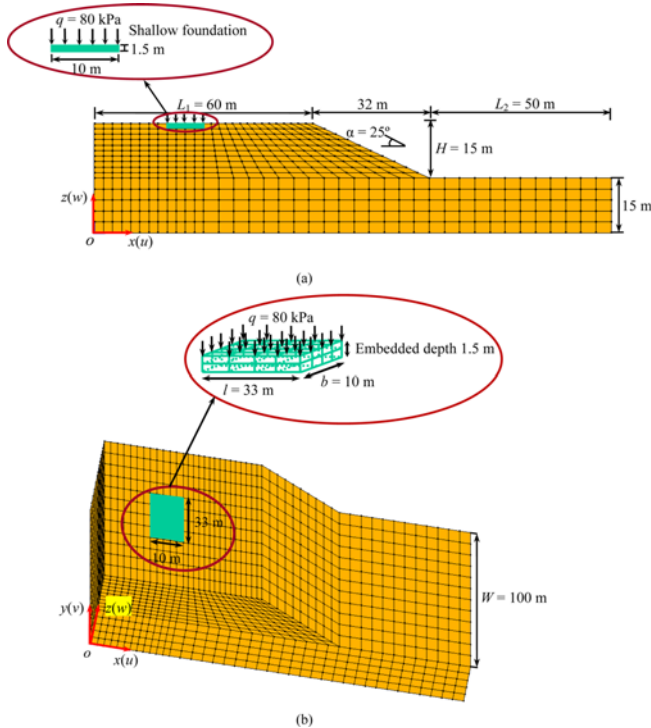 q = 80 kPa
Shallow foundation
1.5 m
10 m
L₁ = 60 m
32 m
L₂ = 50 m
α = 25º
H = 15 m
z(w)
15 m
o
x(u)
(a)
q = 80 kPa
Embedded depth 1.5 m
l = 33 m
b = 10 m
33 m
10 m
W = 100 m
y(v)
z(w)
o
x(u)
(b)